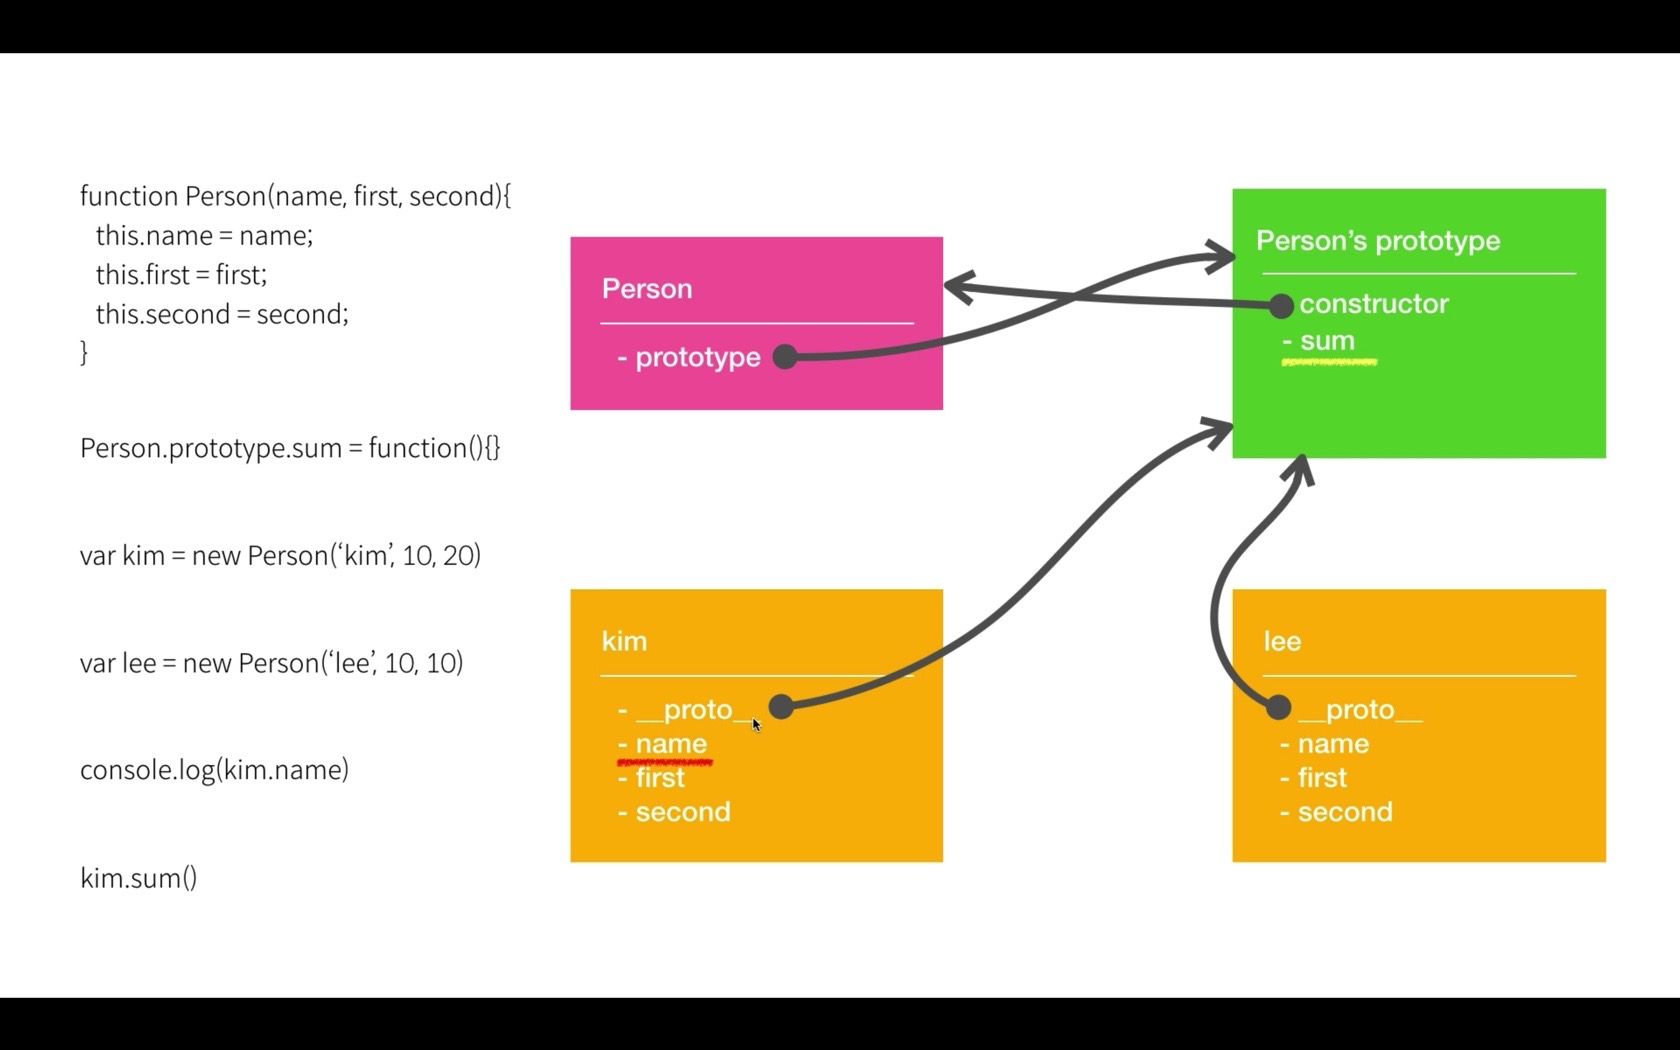 function Person(name, first, second){
this.name = name;
this.first = first;
this.second = second;
}
Person.prototype.sum = function(){}
var kim = new Person(‘kim’, 10, 20)
var lee = new Person(‘lee’, 10, 10)
console.log(kim.name)
kim.sum()
Person
- prototype
Person’s prototype
constructor
- sum
kim
- __proto__
- name
- first
- second
lee
__proto__
- name
- first
- second